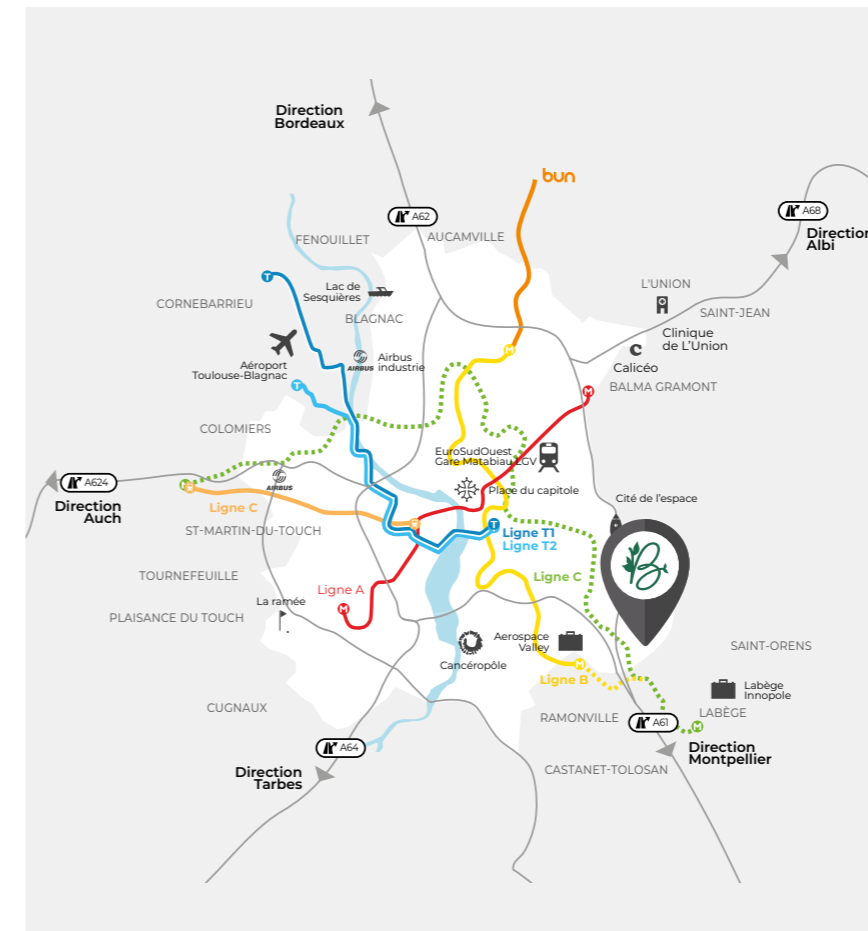 Direction
Bordeaux
bun
A62
A68
Direction
Albi
FENOUILLET
AUCAMVILLE
T
CORNEBARRIEU
Lac de
Sesquières
L'UNION
SAINT-JEAN
BLAGNAC
Clinique
de L'Union
Aéroport
Toulouse-Blagnac
AIRBUS
Airbus
industrie
M
Calicéo
BALMA GRAMONT
T
M
COLOMIERS
EuroSudOuest
Gare Matabiau LGV
A624
AIRBUS
Place du capitole
Direction
Auch
Ligne C
Cité de l'espace
ST-MARTIN-DU-TOUCH
T
Ligne T1
Ligne T2
B
TOURNEFEUILLE
Ligne A
Ligne C
La ramée
M
PLAISANCE DU TOUCH
Cancéropôle
Aerospace
Valley
SAINT-ORENS
M
Ligne B
Labège
Innopole
CUGNAUX
RAMONVILLE
A61
LABÈGE
M
A64
Direction
Montpellier
Direction
Tarbes
CASTANET-TOLOSAN